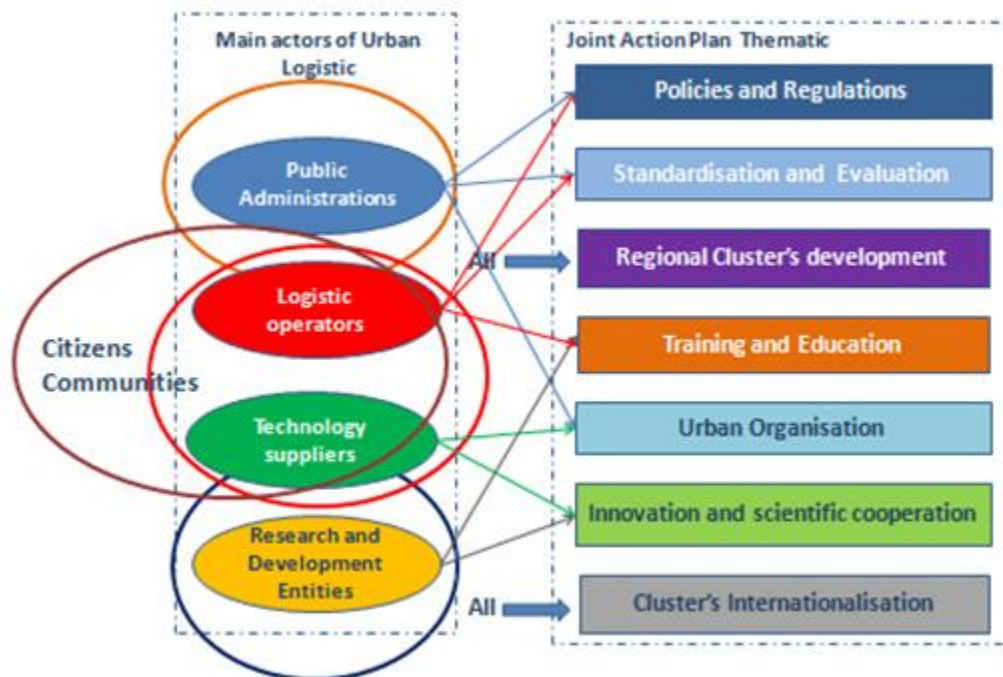 Main actors of Urban
Logistic
Public
Administrations
Logistic
operators
Citizens
Communities
Technology
suppliers
Research and
Development
Entities
Joint Action Plan Thematic
Policies and Regulations
Standardisation and Evaluation
All
Regional Cluster's development
Training and Education
Urban Organisation
Innovation and scientific cooperation
All
Cluster's Internationalisation